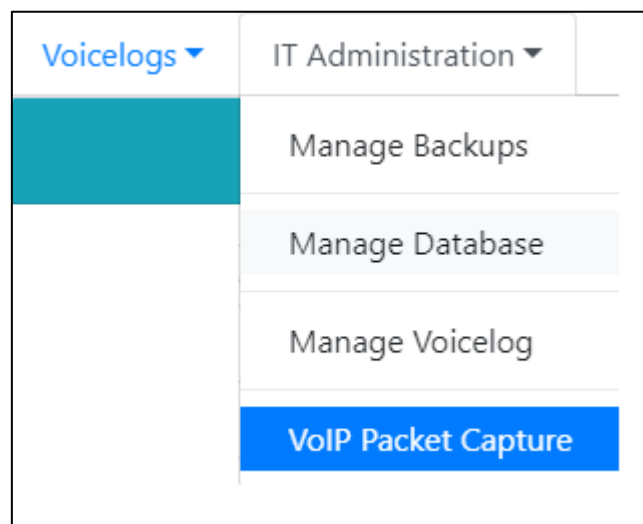 Voicelogs IT Administration
Manage Backups
Manage Database
Manage Voicelog
VoIP Packet Capture